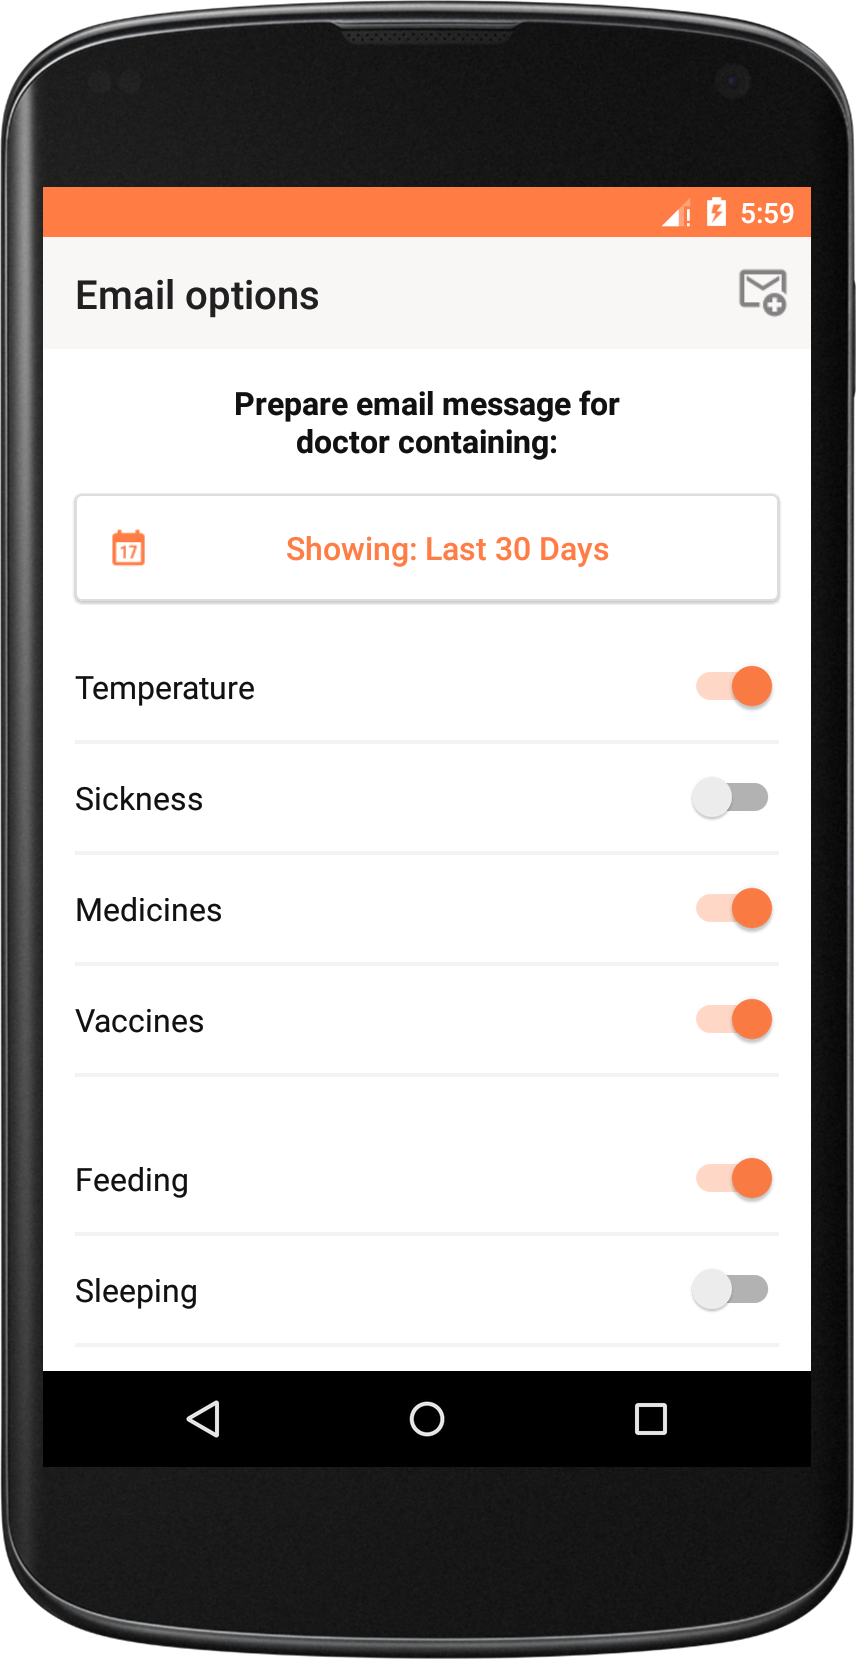 5:59
Email options
Prepare email message for
doctor containing:
17
Showing: Last 30 Days
Temperature
Sickness
Medicines
Vaccines
Feeding
Sleeping